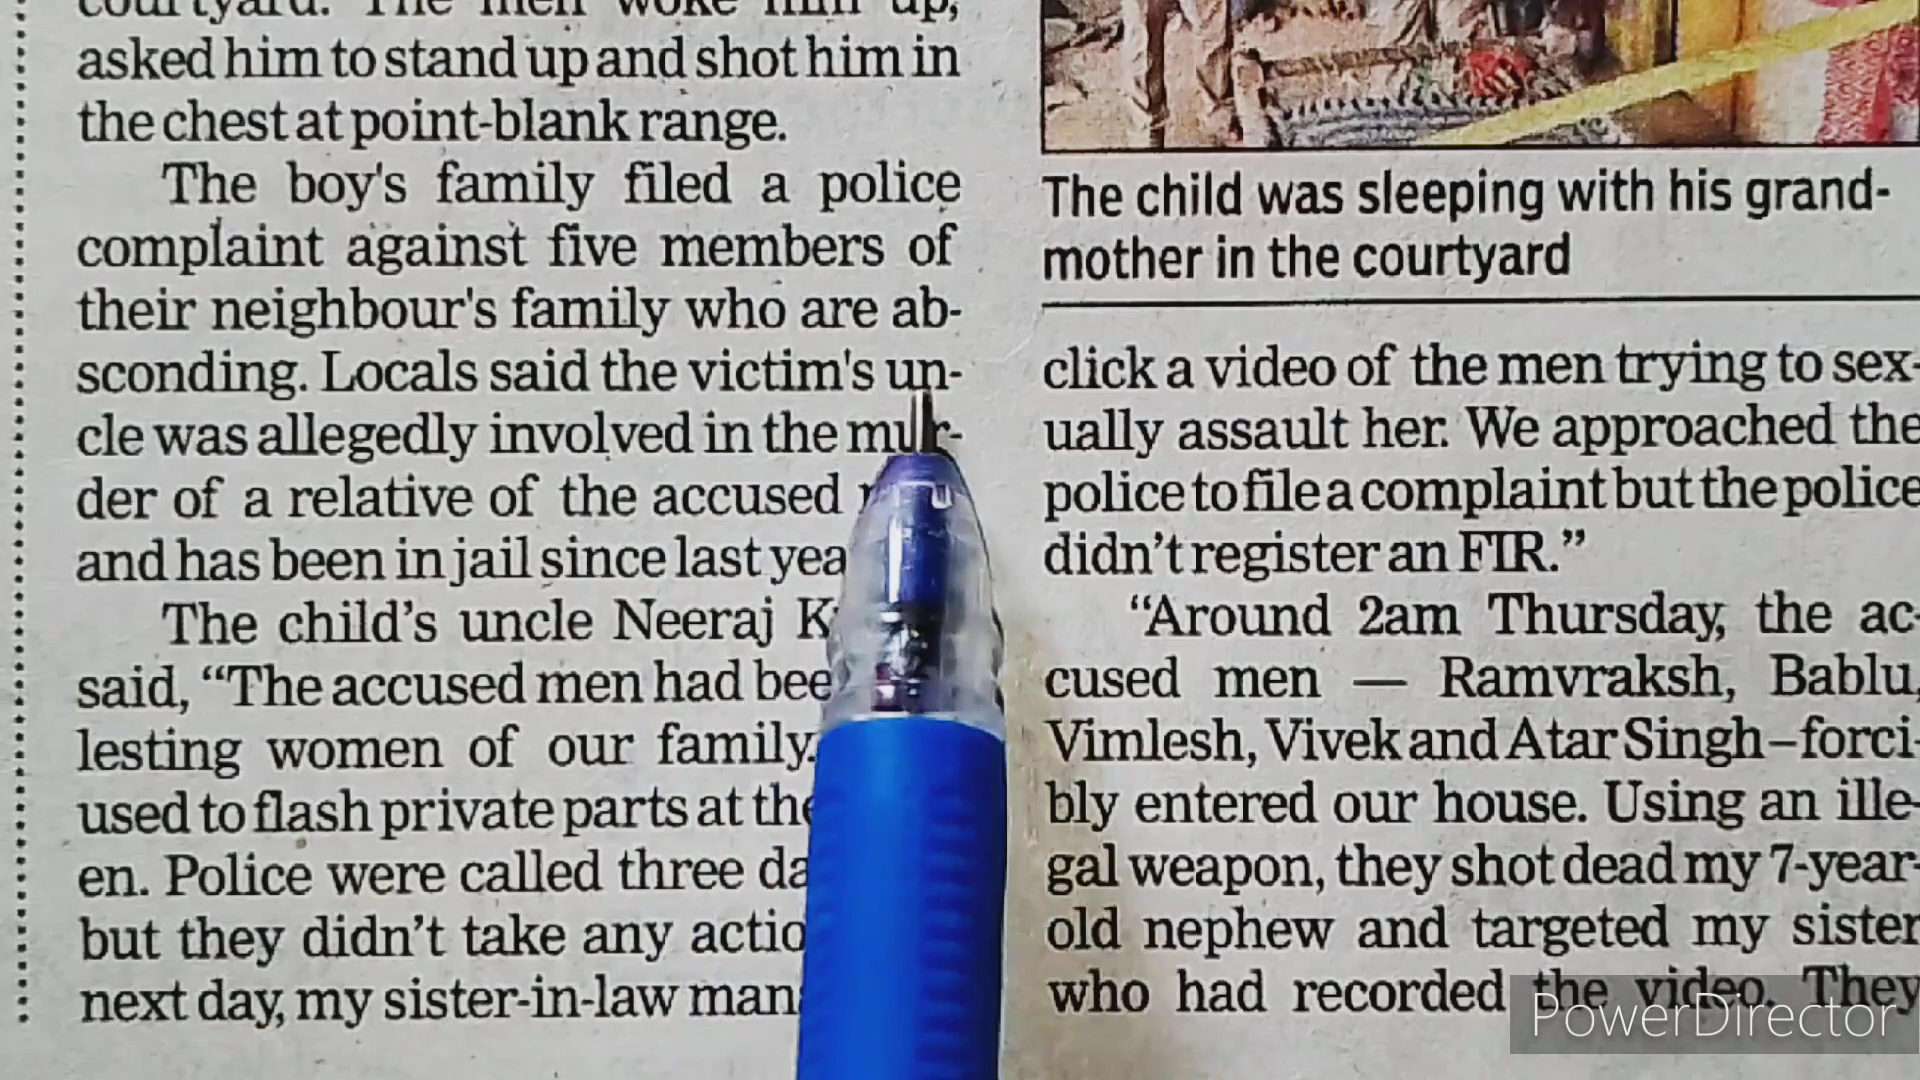 courtyard. The men woke him up,
asked him to stand up and shot him in
the chest at point-blank range.
The boy's family filed a police
complaint against five members of
their neighbour's family who are ab-
sconding. Locals said the victim's un-
cle was allegedly involved in the mur-
der of a relative of the accused
and has been in jail since last
The child's uncle Neeraj
said, “The accused men had
lesting women of our family.
used to flash private parts at
en. Police were called three
but they didn't take any
next day, my sister-in-law
The child was sleeping with his grand-
mother in the courtyard
click a video of the men trying to sex-
ually assault her. We approached the
police to file a complaint but the police
didn't register an FIR.”
“Around 2am Thursday, the ac-
cused men — Ramvraksh, Bablu,
Vimlesh, Vivek and Atar Singh – forci-
bly entered our house. Using an ille-
gal weapon, they shot dead my 7-year-
old nephew and targeted my sister
who had recorded the video. They
PowerDirector